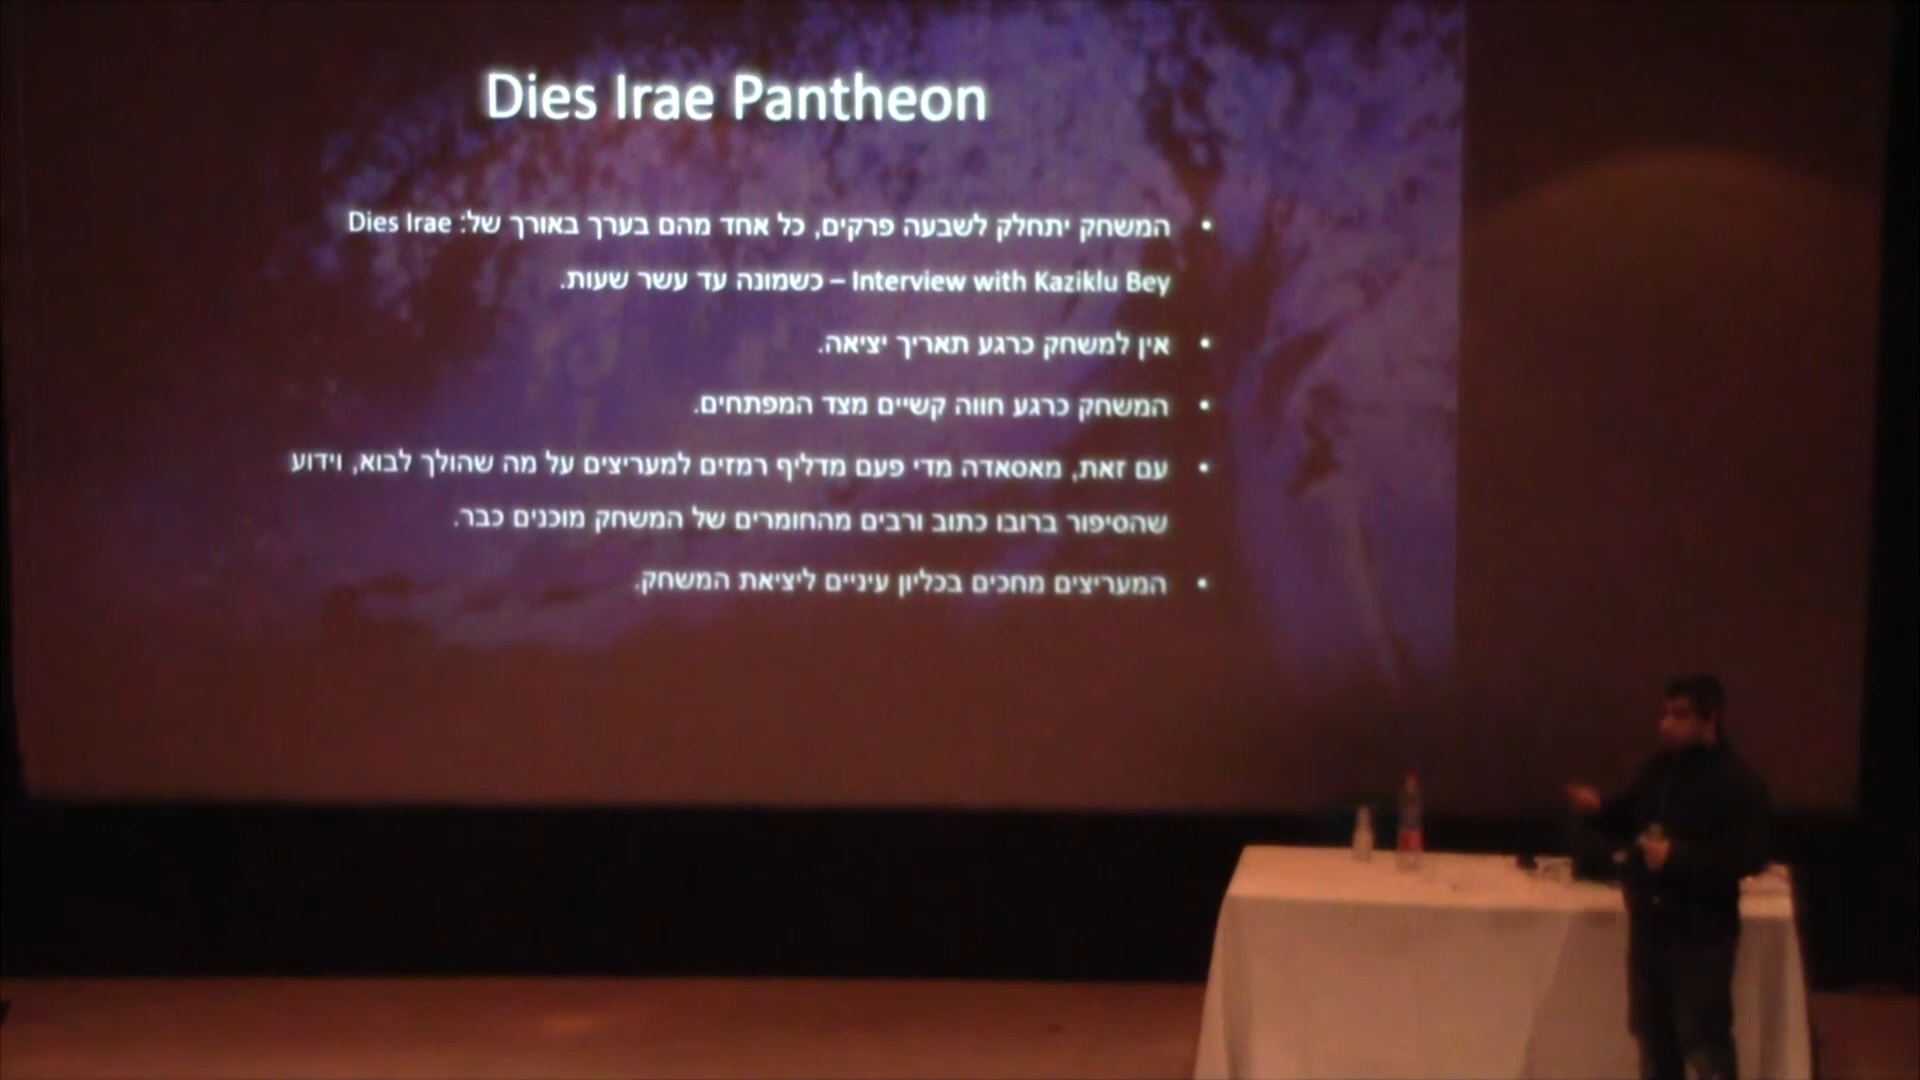 Dies Irae Pantheon
• המשחק יתחלק לשבעה פרקים, כל אחד מהם בערך באורך של: Dies Irae
Interview with Kaziklu Bey – כשמונה עד עשר שעות.
• אין למשחק כרגע תאריך יציאה.
• המשחק כרגע חווה קשיים מצד המפתחים.
• עם זאת, מאסאדה מדי פעם מדליף רמזים למעריצים על מה שהולך לבוא, וידוע
שהסיפור ברובו כתוב ורבים מהחומרים של המשחק מוכנים כבר.
• המעריצים מחכים בכליון עיניים ליציאת המשחק.